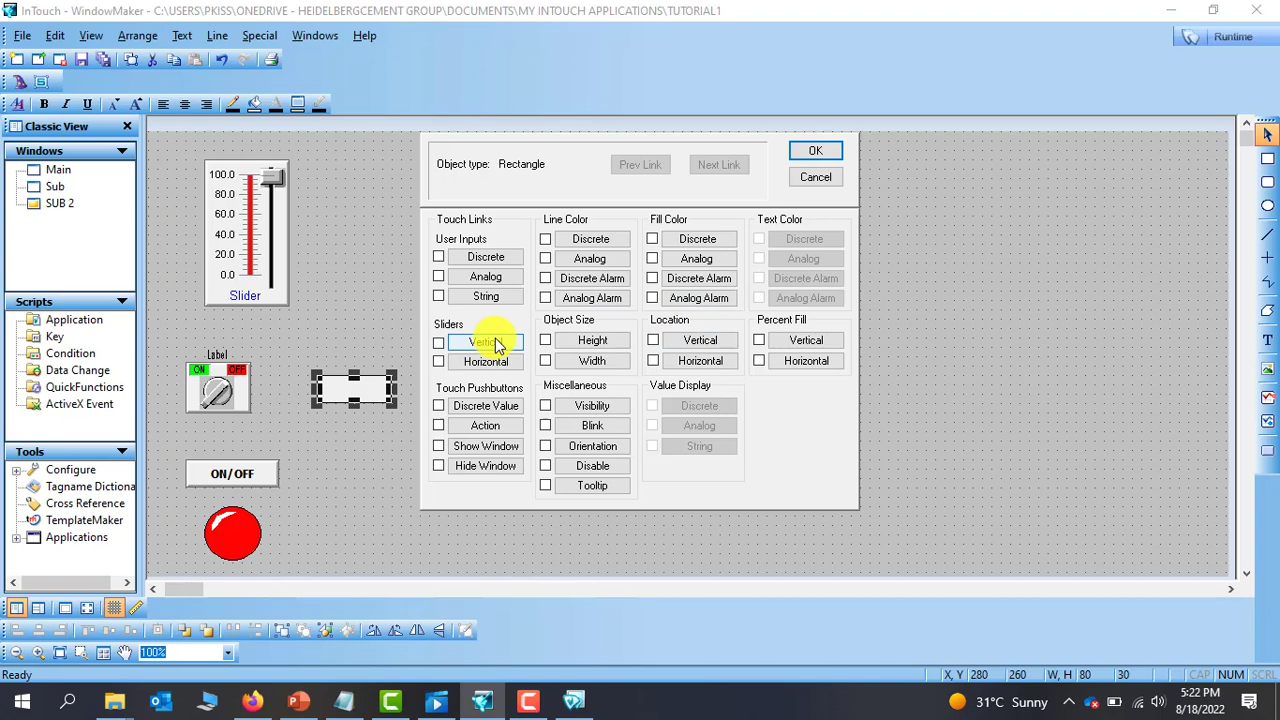 InTouch - WindowMaker - C:\USERS\PKISS\ONEDRIVE - HEIDELBERGCEMENT GROUP\DOCUMENTS\MY INTOUCH APPLICATIONS\TUTORIAL1
File Edit View Arrange Text Line Special Windows Help
Runtime
Classic View
Windows
Main
Sub
SUB 2
Scripts
Application
Key
Condition
Data Change
QuickFunctions
ActiveX Event
Tools
Configure
Tagname Dictiona
Cross Reference
TemplateMaker
Applications
100.0
80.0
60.0
40.0
20.0
0.0
Slider
Label
ON OFF
ON/OFF
Object type: Rectangle
Prev Link Next Link
OK
Cancel
Touch Links
User Inputs
Discrete
Analog
String
Sliders
Vertical
Horizontal
Touch Pushbuttons
Discrete Value
Action
Show Window
Hide Window
Line Color
Discrete
Analog
Discrete Alarm
Analog Alarm
Object Size
Height
Width
Miscellaneous
Visibility
Blink
Orientation
Disable
Tooltip
Fill Color
Discrete
Analog
Discrete Alarm
Analog Alarm
Location
Vertical
Horizontal
Value Display
Discrete
Analog
String
Text Color
Discrete
Analog
Discrete Alarm
Analog Alarm
Percent Fill
Vertical
Horizontal
100%
Ready
X, Y 280 260 W, H 80 30 CAP NUM SCRL
31°C Sunny
5:22 PM
8/18/2022